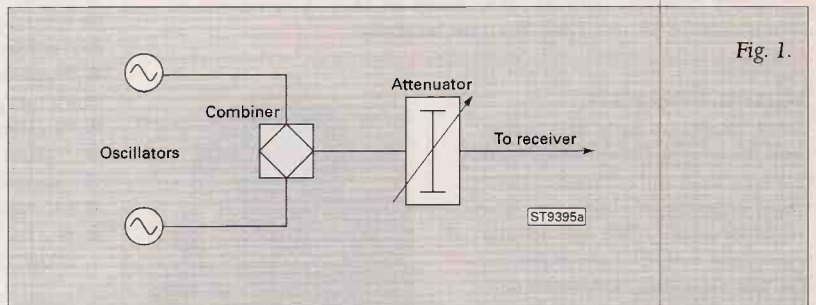 Fig. 1.
Attenuator
Combiner
To receiver
Oscillators
ST9395a